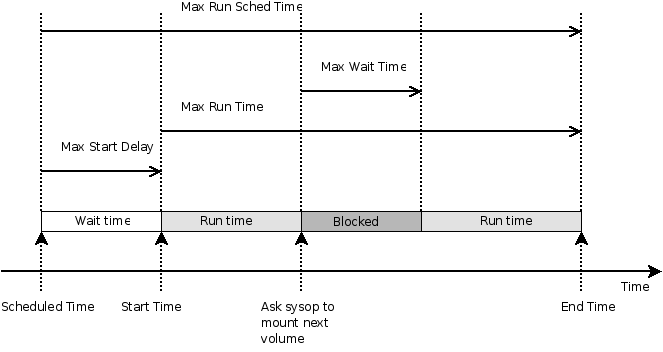 Max Run Sched Time
Max Wait Time
Max Run Time
Max Start Delay
Wait time
Run time
Blocked
Run time
Time
Scheduled Time
Start Time
Ask sysop to
mount next
volume
End Time